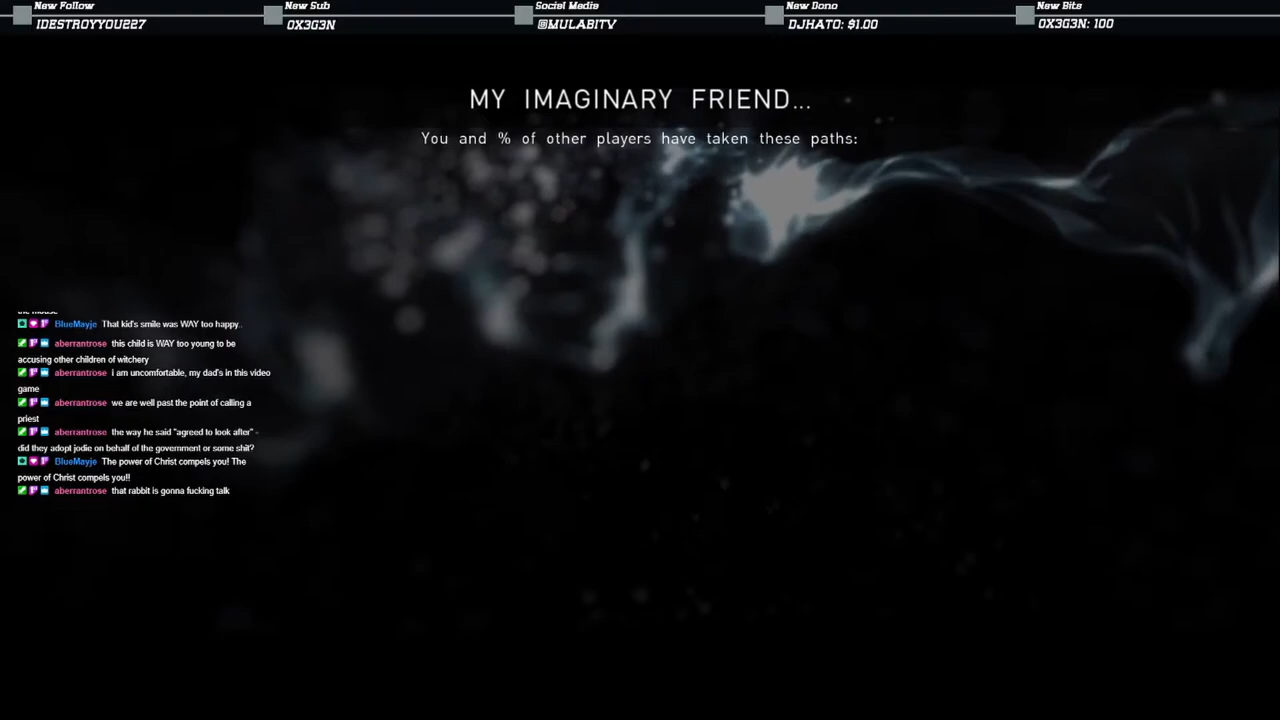 New Follow
IDESTROYYOU227
New Sub
0X3G3N
Social Media
@MULABITV
New Dono
DJHATO: $1.00
New Bits
0X3G3N: 100
MY IMAGINARY FRIEND...
You and % of other players have taken these paths:
the mouse
BlueMayje That kid's smile was WAY too happy..
aberrantrose this child is WAY too young to be
accusing other children of witchery
aberrantrose i am uncomfortable, my dad's in this video
game
aberrantrose we are well past the point of calling a
priest
aberrantrose the way he said "agreed to look after" -
did they adopt jodie on behalf of the government or some shit?
BlueMayje The power of Christ compels you! The
power of Christ compels you!!
aberrantrose that rabbit is gonna fucking talk